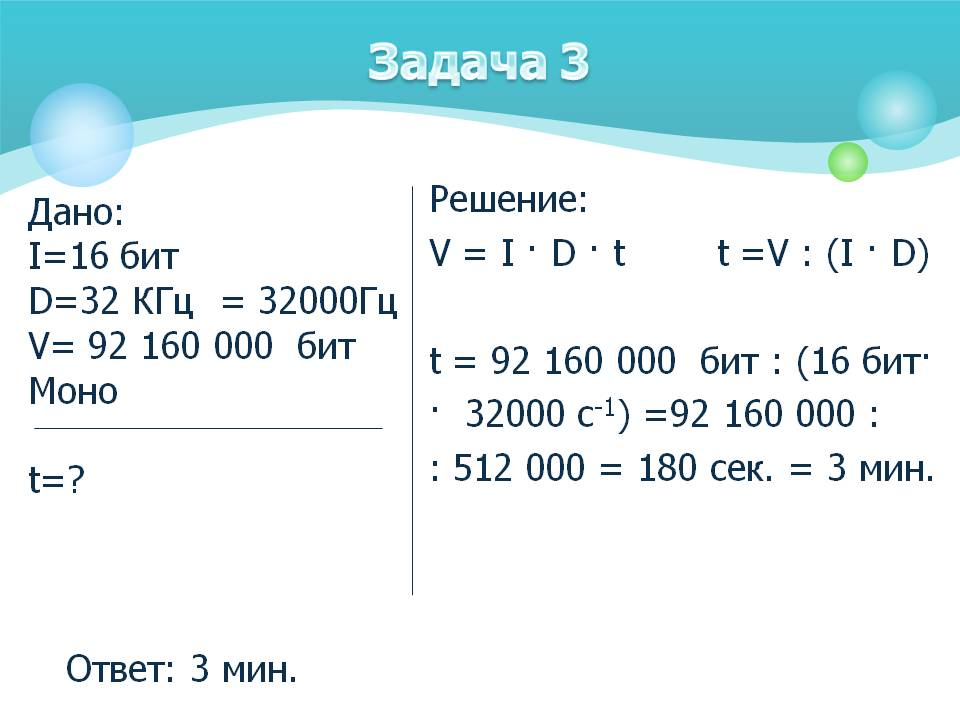 Задача 3
Дано:
I=16 бит
D=32 КГц = 32000Гц
V= 92 160 000 бит
Моно
t=?
Решение:
V = I · D · t t =V : (I · D)
t = 92 160 000 бит : (16 бит·
· 32000 с⁻¹) =92 160 000 :
: 512 000 = 180 сек. = 3 мин.
Ответ: 3 мин.